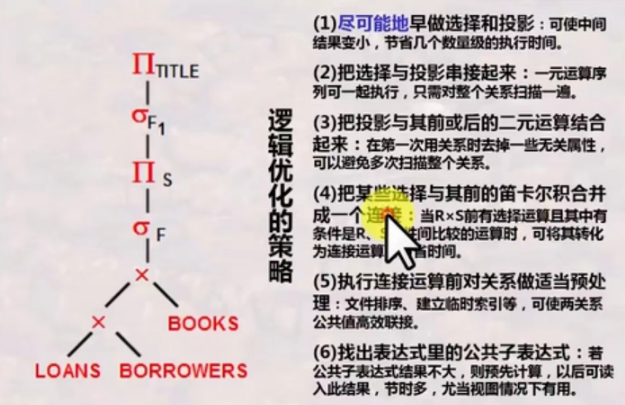 ΠTITLE
σF1
ΠS
σF
×
×
BOOKS
LOANS BORROWERS
逻辑优化的策略
(1)尽可能地早做选择和投影：可使中间
结果变小，节省几个数量级的执行时间。
(2)把选择与投影串接起来：一元运算序
列可一起执行，只需对整个关系扫描一遍。
(3)把投影与其前或后的二元运算结合
起来：在第一次用关系时去掉一些无关属性，
可以避免多次扫描整个关系。
(4)把某些选择与其前的笛卡尔积合并
成一个连接：当R×S前有选择运算且其中有
条件是R、S 性间比较的运算时，可将其转化
为连接运算 省时间。
(5)执行连接运算前对关系做适当预处
理：文件排序、建立临时索引等，可使两关系
公共值高效联接。
(6)找出表达式里的公共子表达式：若
公共子表达式结果不大，则预先计算，以后可读
入此结果，节时多，尤当视图情况下有用。